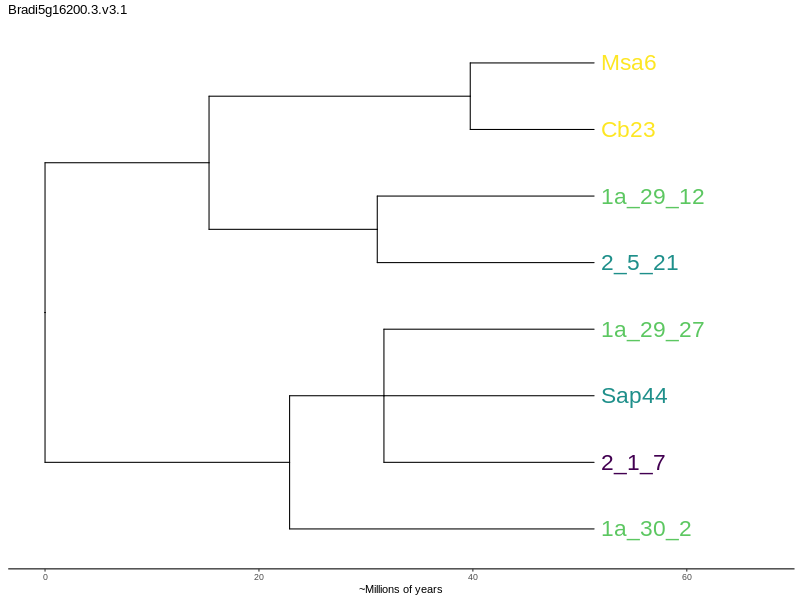 Bradi5g16200.3.v3.1
Msa6
Cb23
1a_29_12
2_5_21
1a_29_27
Sap44
2_1_7
1a_30_2
0 20 40 60
~Millions of years